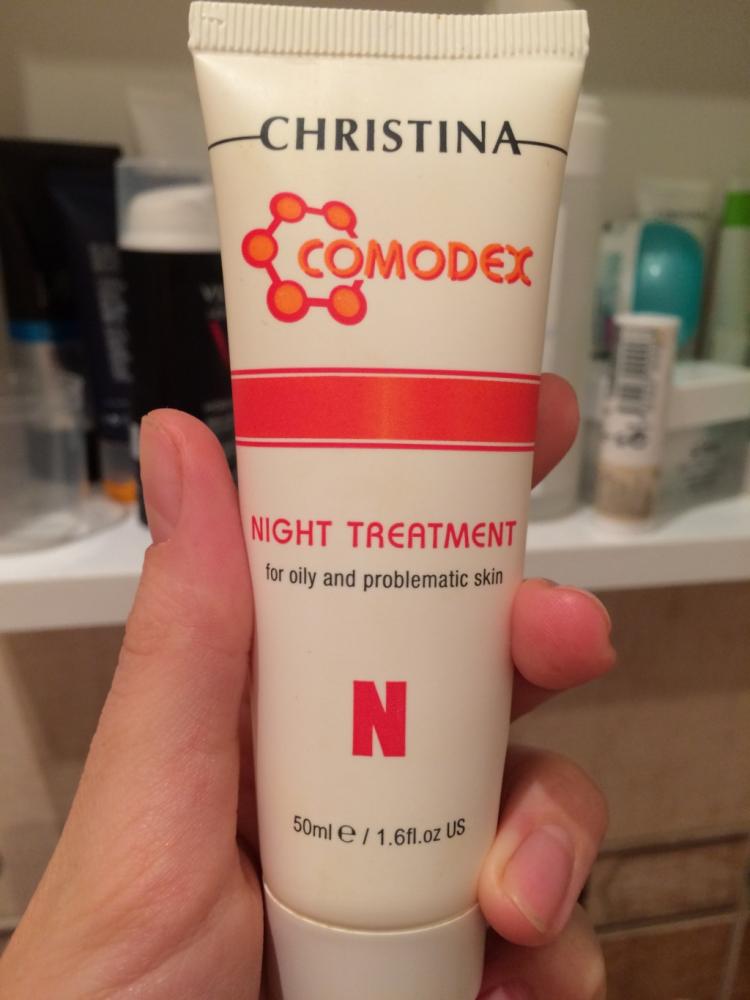 CHRISTINA
COMODEX
NIGHT TREATMENT
for oily and problematic skin
N
50ml e / 1.6fl.oz US